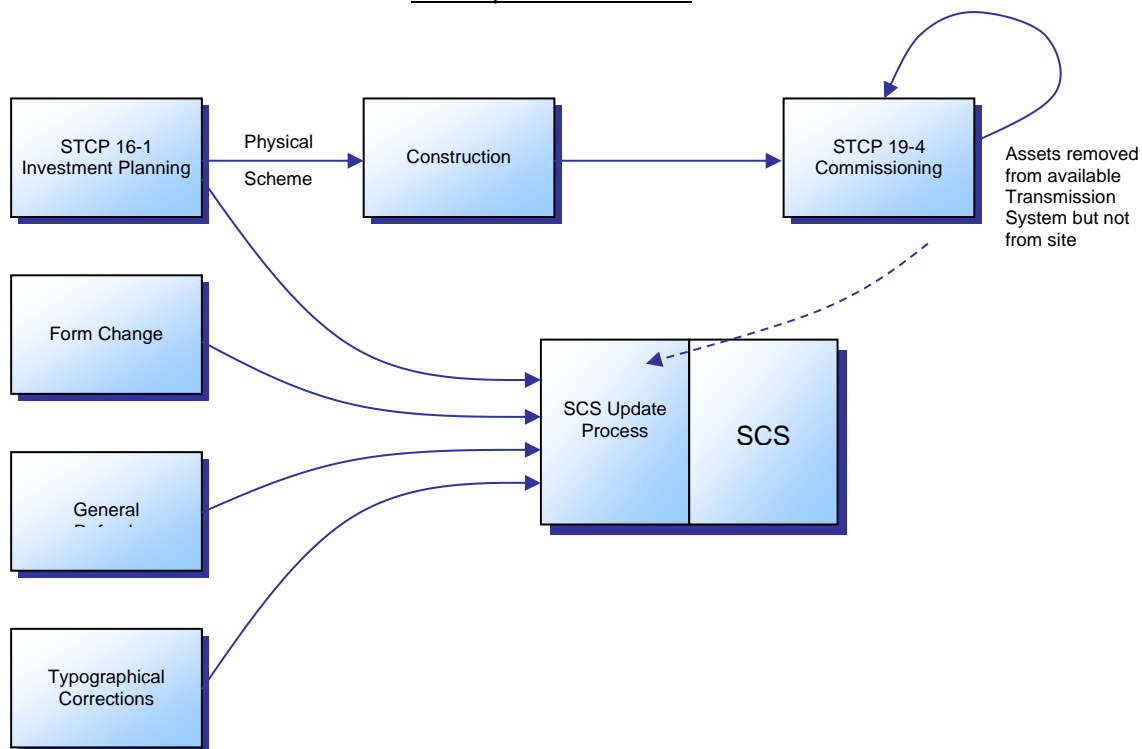 STCP 16-1
Investment Planning
Physical
Scheme
Construction
STCP 19-4
Commissioning
Assets removed
from available
Transmission
System but not
from site
Form Change
SCS Update
Process
SCS
General
Typographical
Corrections